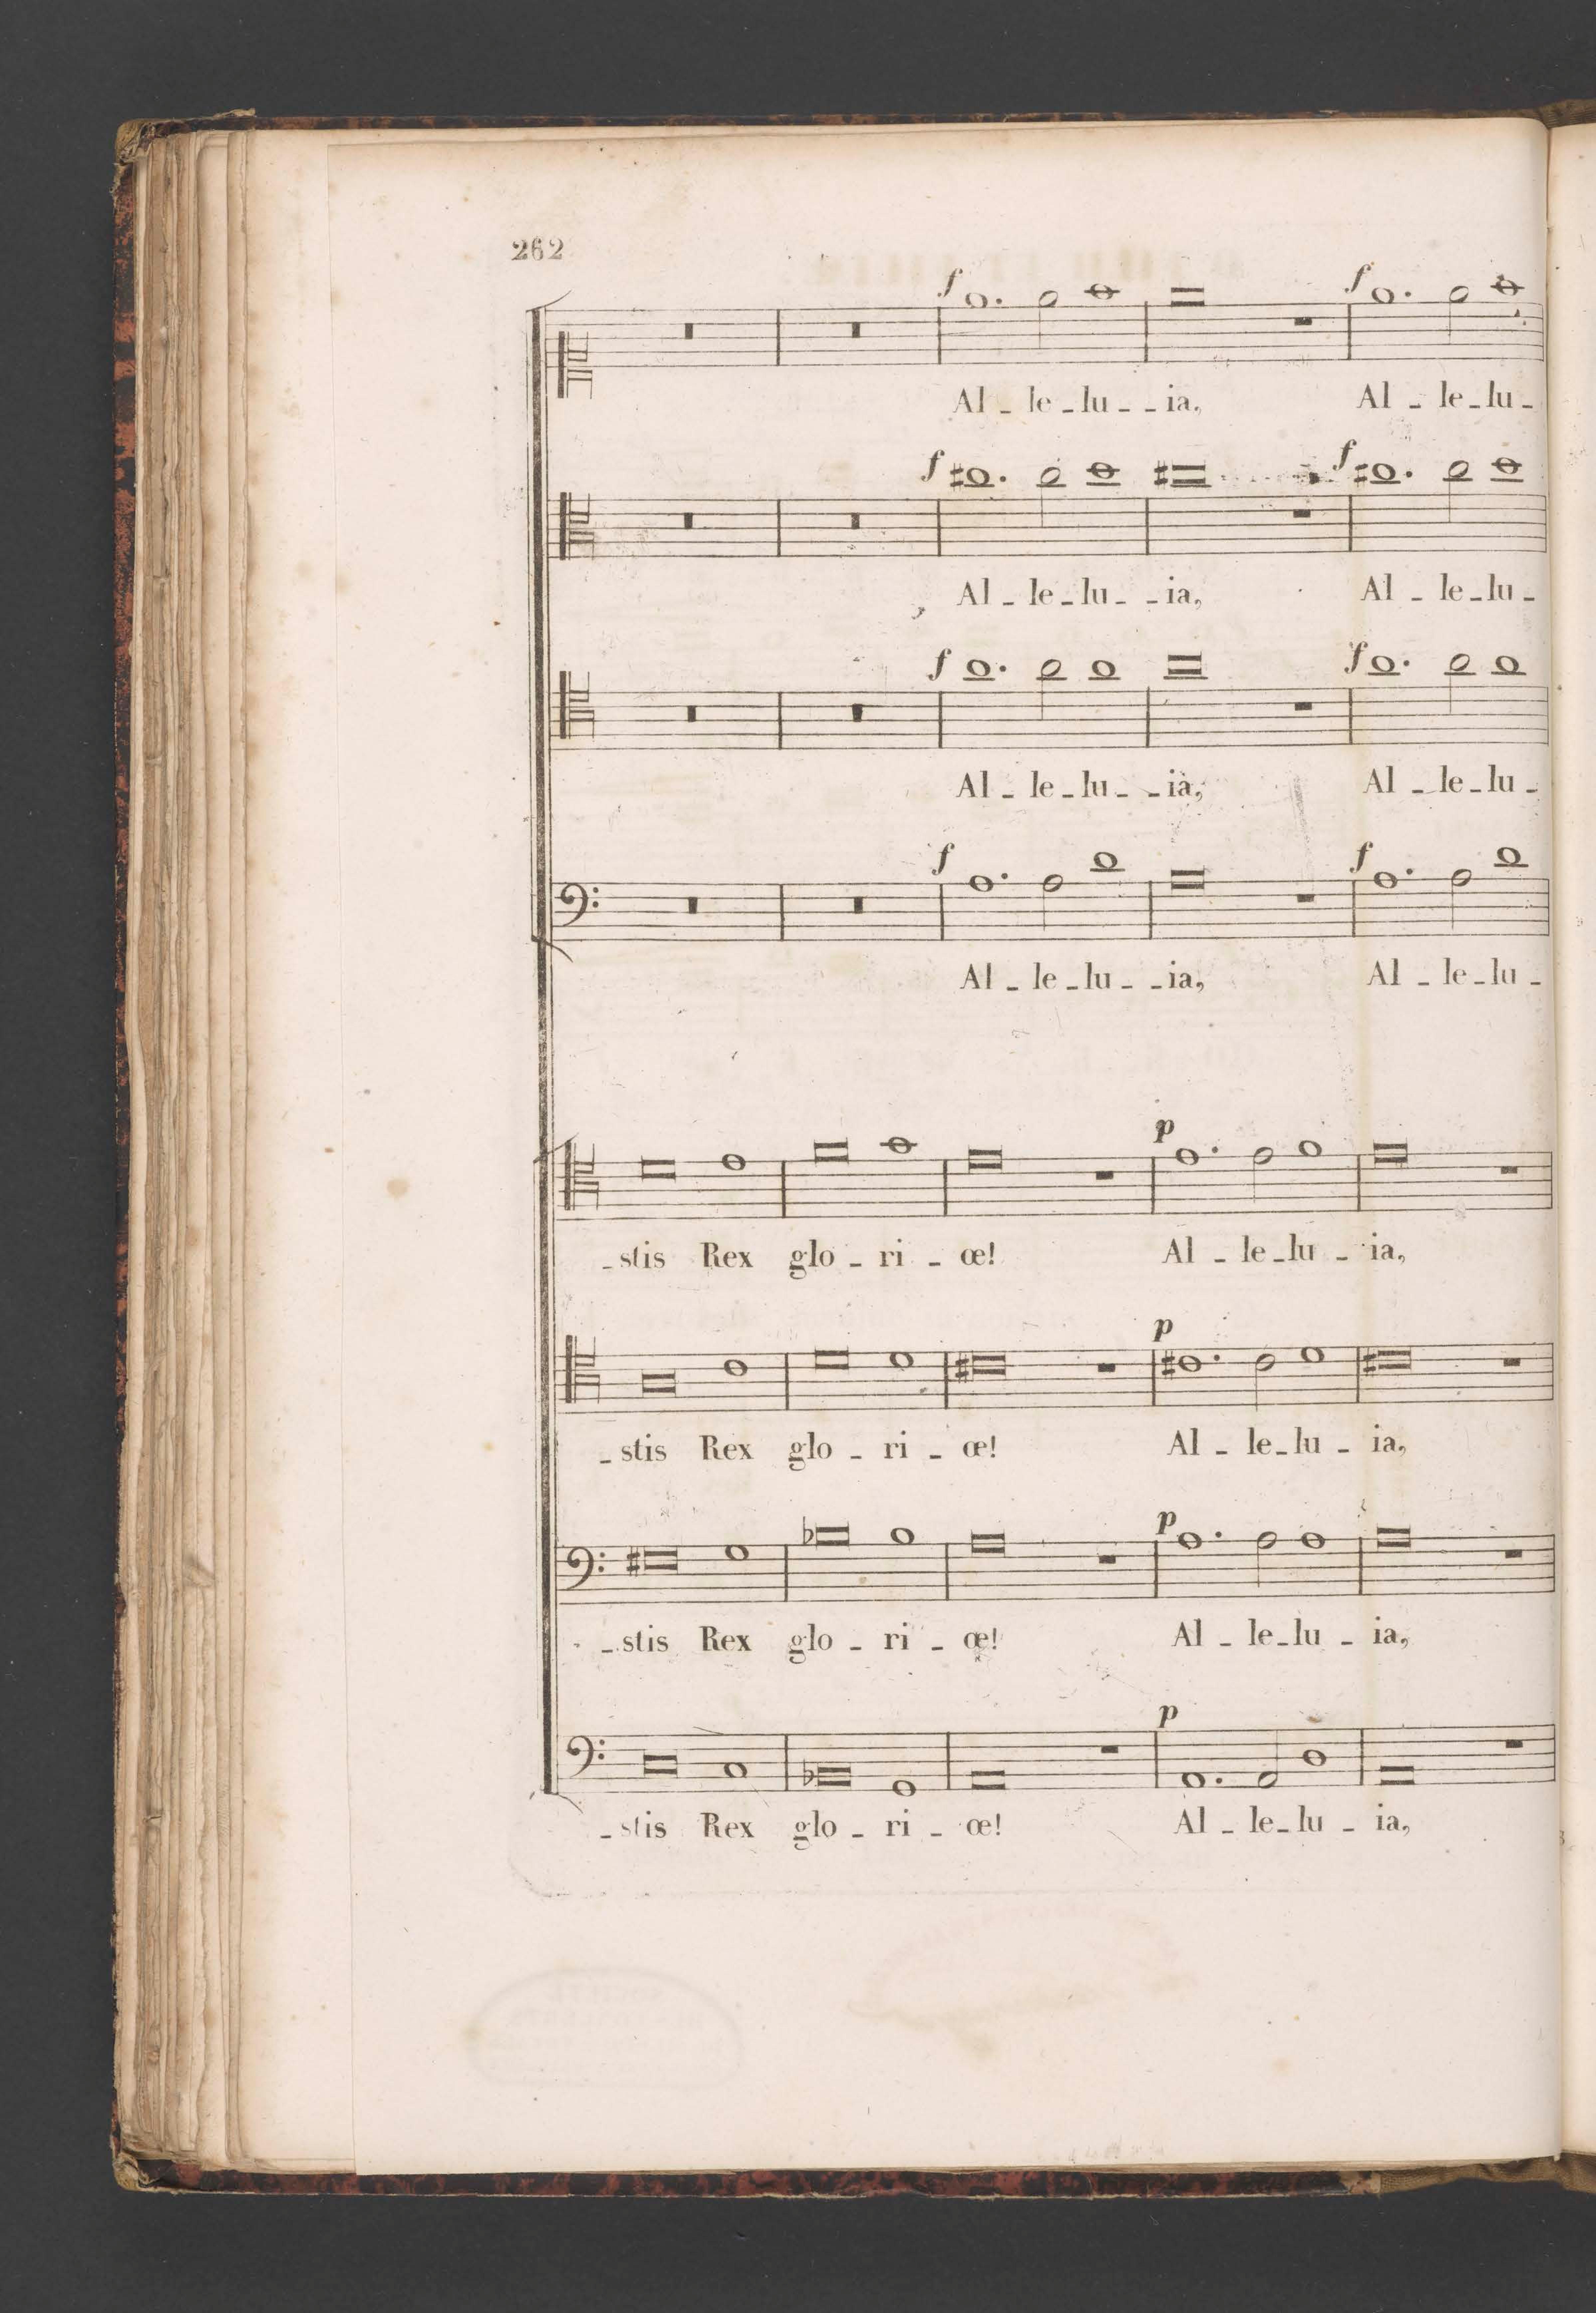 262
f f
Al - le - lu - - ia, Al - le - lu -
f f
Al - le - lu - - ia, Al - le - lu -
f f
Al - le - lu - - ia, Al - le - lu -
f f
Al - le - lu - - ia, Al - le - lu -
p
- stis Rex glo - ri - œ! Al - le - lu - ia,
p
- stis Rex glo - ri - œ! Al - le - lu - ia,
p
- stis Rex glo - ri - œ! Al - le - lu - ia,
p
- stis Rex glo - ri - œ! Al - le - lu - ia,